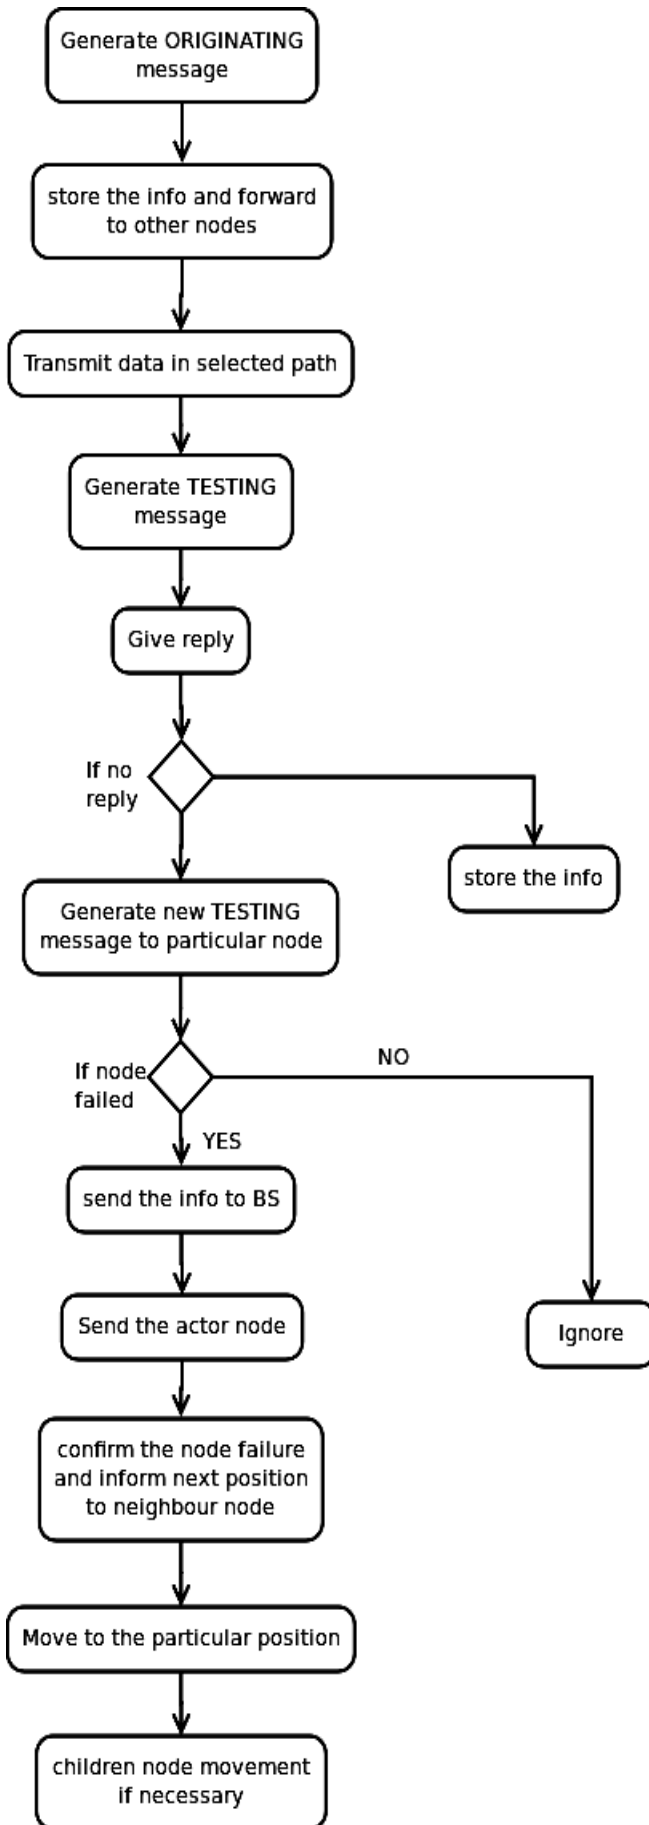 Generate ORIGINATING
message
store the info and forward
to other nodes
Transmit data in selected path
Generate TESTING
message
Give reply
If no
reply
store the info
Generate new TESTING
message to particular node
If node
failed
NO
YES
send the info to BS
Send the actor node
Ignore
confirm the node failure
and inform next position
to neighbour node
Move to the particular position
children node movement
if necessary